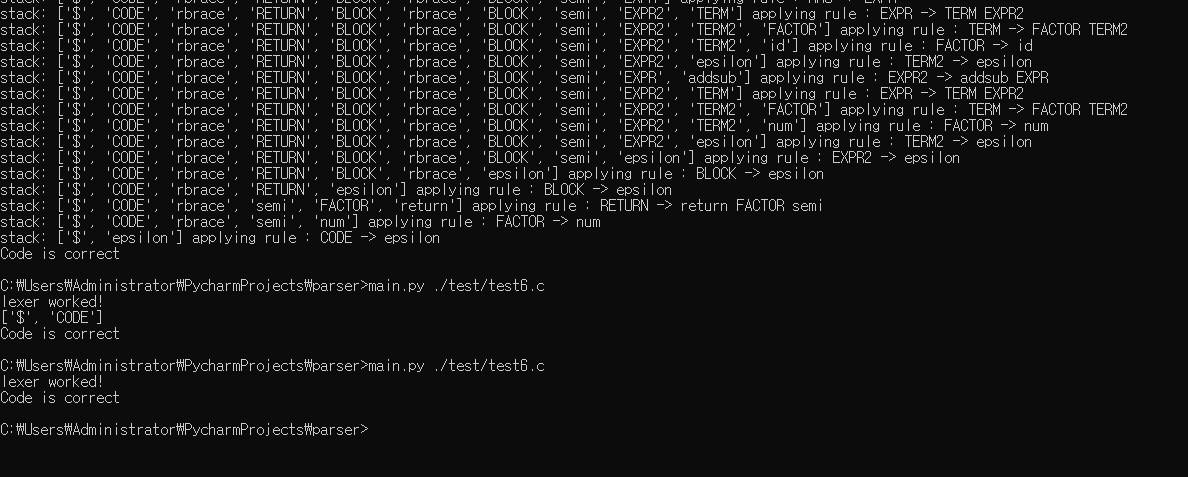 stack: ['$', 'CODE', 'rbrace', 'RETURN', 'BLOCK', 'rbrace', 'BLOCK', 'semi', 'EXPR2', 'TERM'] applying rule : EXPR -> TERM EXPR2
stack: ['$', 'CODE', 'rbrace', 'RETURN', 'BLOCK', 'rbrace', 'BLOCK', 'semi', 'EXPR2', 'TERM2', 'FACTOR'] applying rule : TERM -> FACTOR TERM2
stack: ['$', 'CODE', 'rbrace', 'RETURN', 'BLOCK', 'rbrace', 'BLOCK', 'semi', 'EXPR2', 'TERM2', 'id'] applying rule : FACTOR -> id
stack: ['$', 'CODE', 'rbrace', 'RETURN', 'BLOCK', 'rbrace', 'BLOCK', 'semi', 'EXPR2', 'epsilon'] applying rule : TERM2 -> epsilon
stack: ['$', 'CODE', 'rbrace', 'RETURN', 'BLOCK', 'rbrace', 'BLOCK', 'semi', 'EXPR', 'addsub'] applying rule : EXPR2 -> addsub EXPR
stack: ['$', 'CODE', 'rbrace', 'RETURN', 'BLOCK', 'rbrace', 'BLOCK', 'semi', 'EXPR2', 'TERM'] applying rule : EXPR -> TERM EXPR2
stack: ['$', 'CODE', 'rbrace', 'RETURN', 'BLOCK', 'rbrace', 'BLOCK', 'semi', 'EXPR2', 'TERM2', 'FACTOR'] applying rule : TERM -> FACTOR TERM2
stack: ['$', 'CODE', 'rbrace', 'RETURN', 'BLOCK', 'rbrace', 'BLOCK', 'semi', 'EXPR2', 'TERM2', 'num'] applying rule : FACTOR -> num
stack: ['$', 'CODE', 'rbrace', 'RETURN', 'BLOCK', 'rbrace', 'BLOCK', 'semi', 'EXPR2', 'epsilon'] applying rule : TERM2 -> epsilon
stack: ['$', 'CODE', 'rbrace', 'RETURN', 'BLOCK', 'rbrace', 'BLOCK', 'semi', 'epsilon'] applying rule : EXPR2 -> epsilon
stack: ['$', 'CODE', 'rbrace', 'RETURN', 'BLOCK', 'rbrace', 'epsilon'] applying rule : BLOCK -> epsilon
stack: ['$', 'CODE', 'rbrace', 'RETURN', 'epsilon'] applying rule : BLOCK -> epsilon
stack: ['$', 'CODE', 'rbrace', 'semi', 'FACTOR', 'return'] applying rule : RETURN -> return FACTOR semi
stack: ['$', 'CODE', 'rbrace', 'semi', 'num'] applying rule : FACTOR -> num
stack: ['$', 'epsilon'] applying rule : CODE -> epsilon
Code is correct
C:₩Users₩Administrator₩PycharmProjects₩parser>main.py ./test/test6.c
lexer worked!
['$', 'CODE']
Code is correct
C:₩Users₩Administrator₩PycharmProjects₩parser>main.py ./test/test6.c
lexer worked!
Code is correct
C:₩Users₩Administrator₩PycharmProjects₩parser>